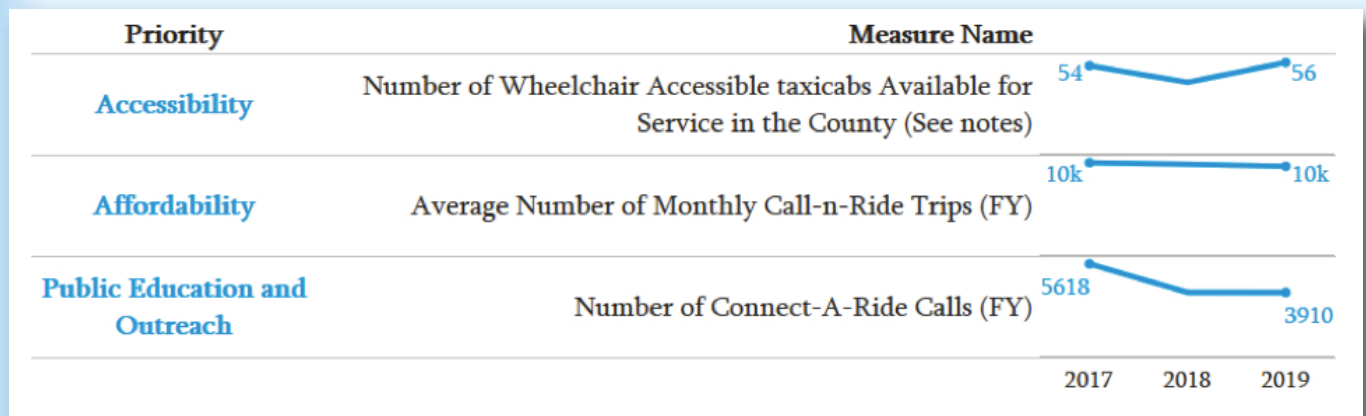 Priority Measure Name
Accessibility
Number of Wheelchair Accessible taxicabs Available for
Service in the County (See notes)
54 56
Affordability
Average Number of Monthly Call-n-Ride Trips (FY)
10k 10k
Public Education and
Outreach
Number of Connect-A-Ride Calls (FY)
5618 3910
2017 2018 2019